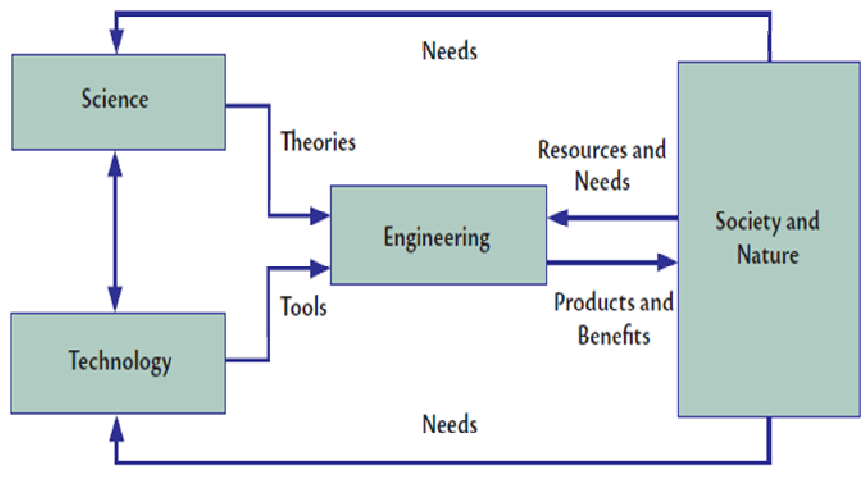 Needs
Science
Theories
Resources and
Needs
Engineering
Society and
Nature
Tools
Products and
Benefits
Technology
Needs